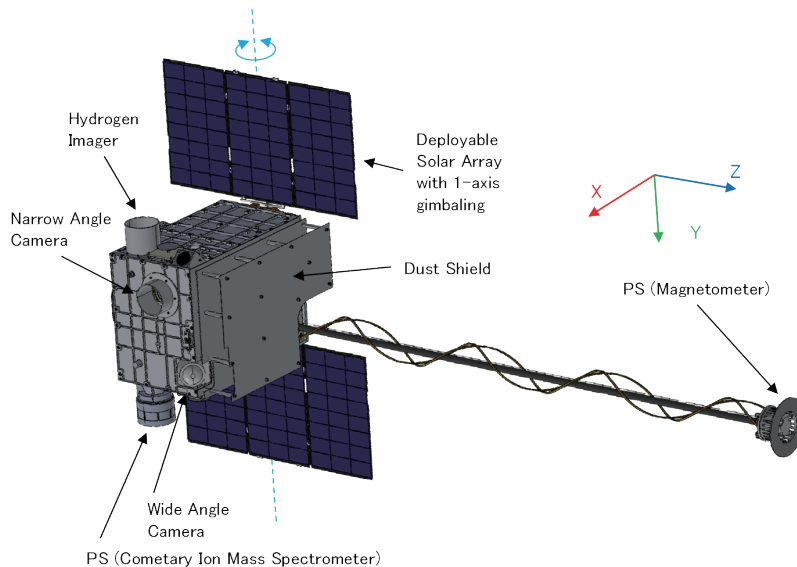 Hydrogen
Imager
Deployable
Solar Array
with 1-axis
gimbaling
X
Z
Y
Narrow Angle
Camera
Dust Shield
PS (Magnetometer)
Wide Angle
Camera
PS (Cometary Ion Mass Spectrometer)